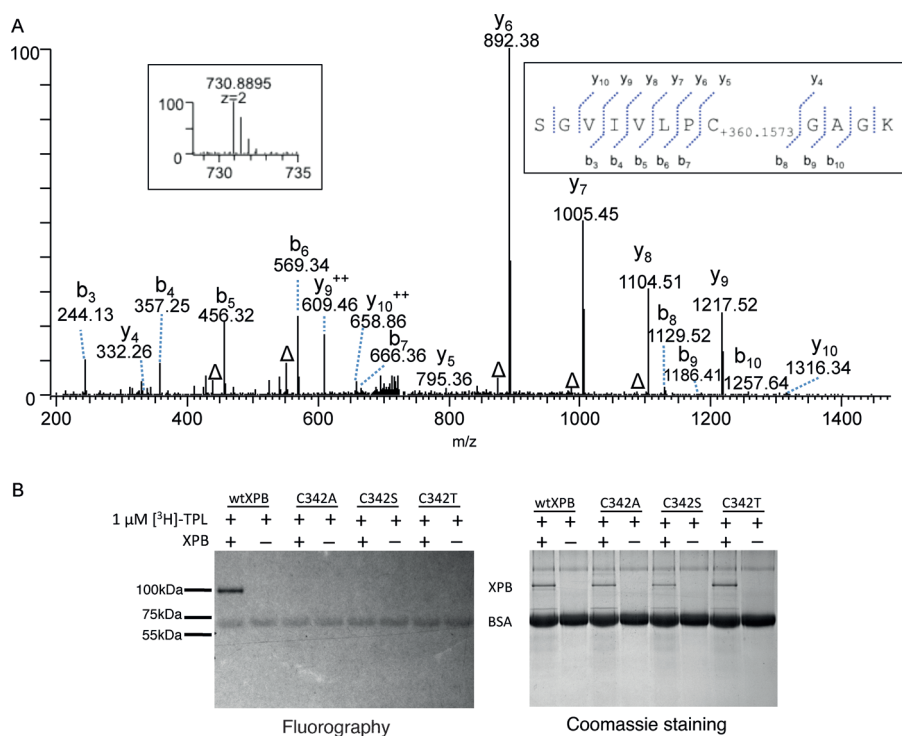 A
100
0
200
400
600
800
1000
1200
1400
m/z
730.8895
z=2
100
0
730
735
y10 y9 y8 y7 y6 y5 y4
S G V I V L P C+360.1573 G A G K
b3 b4 b5 b6 b7 b8 b9 b10
b3
244.13
y4
332.26
b4
357.25
b5
456.32
b6
569.34
y9++
609.46
y10++
658.86
b7
666.36
y5
795.36
y6
892.38
y7
1005.45
y8
1104.51
b8
1129.52
b9
1186.41
y9
1217.52
b10
1257.64
y10
1316.34
Δ Δ Δ Δ Δ
B
wtXPB C342A C342S C342T
1 μM [³H]-TPL + + + + + + + +
XPB + − + − + − + −
100kDa
75kDa
55kDa
Fluorography
wtXPB C342A C342S C342T
+ + + + + + + +
+ − + − + − + −
XPB
BSA
Coomassie staining